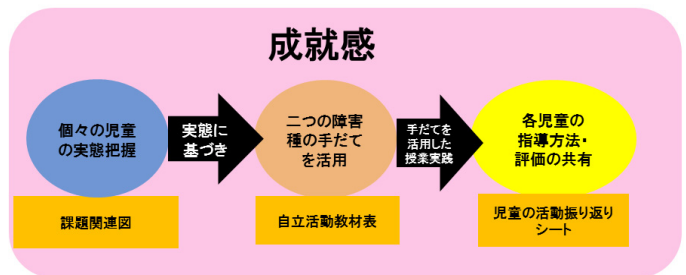 成就感
個々の児童
の実態把握
実態に
基づき
二つの障害
種の手だて
を活用
手だてを
活用した
授業実践
各児童の
指導方法・
評価の共有
課題関連図
自立活動教材表
児童の活動振り返り
シート